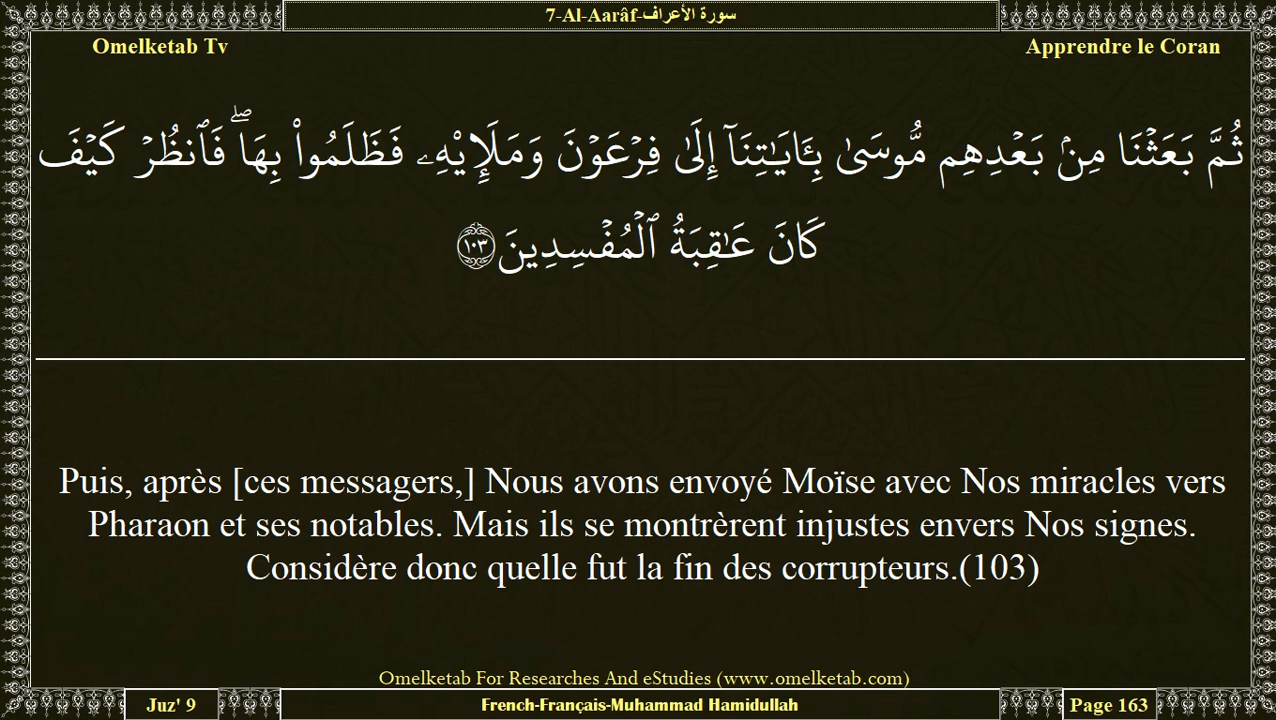 7-Al-Aarâf-سورة الأعراف
Omelketab Tv
Apprendre le Coran
ثُمَّ بَعَثْنَا مِنۢ بَعْدِهِم مُّوسَىٰ بِـَٔايَـٰتِنَآ إِلَىٰ فِرْعَوْنَ وَمَلَإِي۟هِۦ فَظَلَمُوا۟ بِهَا ۖ فَٱنظُرْ كَيْفَ
كَانَ عَـٰقِبَةُ ٱلْمُفْسِدِينَ ١٠٣
Puis, après [ces messagers,] Nous avons envoyé Moïse avec Nos miracles vers
Pharaon et ses notables. Mais ils se montrèrent injustes envers Nos signes.
Considère donc quelle fut la fin des corrupteurs.(103)
Omelketab For Researches And eStudies (www.omelketab.com)
Juz' 9
French-Français-Muhammad Hamidullah
Page 163